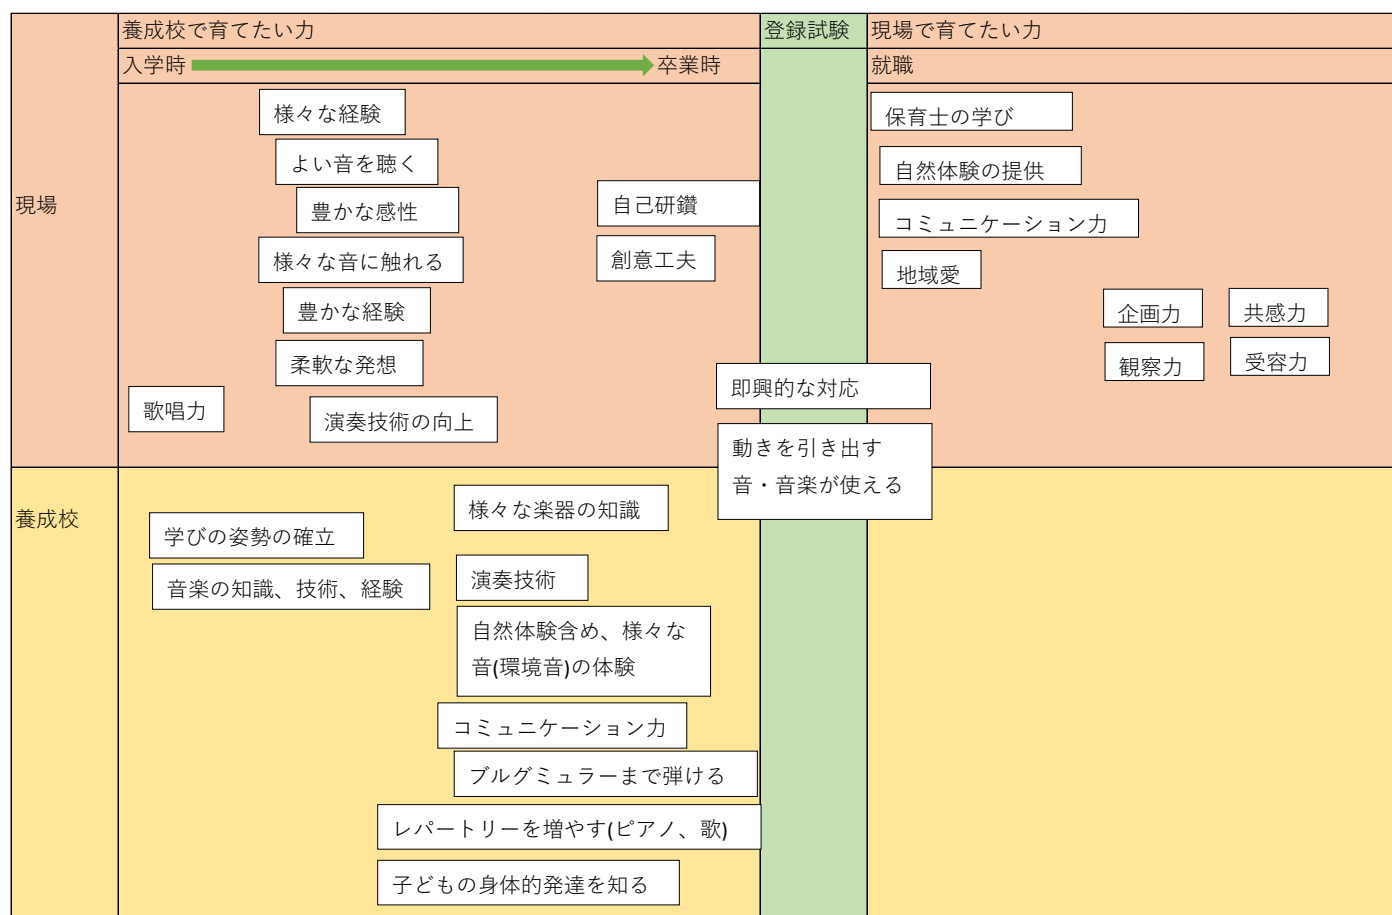 養成校で育てたい力
登録試験
現場で育てたい力
入学時
卒業時
就職
現場
様々な経験
よい音を聴く
豊かな感性
様々な音に触れる
豊かな経験
柔軟な発想
歌唱力
演奏技術の向上
自己研鑽
創意工夫
即興的な対応
動きを引き出す
音・音楽が使える
保育士の学び
自然体験の提供
コミュニケーション力
地域愛
企画力
共感力
観察力
受容力
養成校
学びの姿勢の確立
音楽の知識、技術、経験
様々な楽器の知識
演奏技術
自然体験含め、様々な
音(環境音)の体験
コミュニケーション力
ブルグミュラーまで弾ける
レパートリーを増やす(ピアノ、歌)
子どもの身体的発達を知る